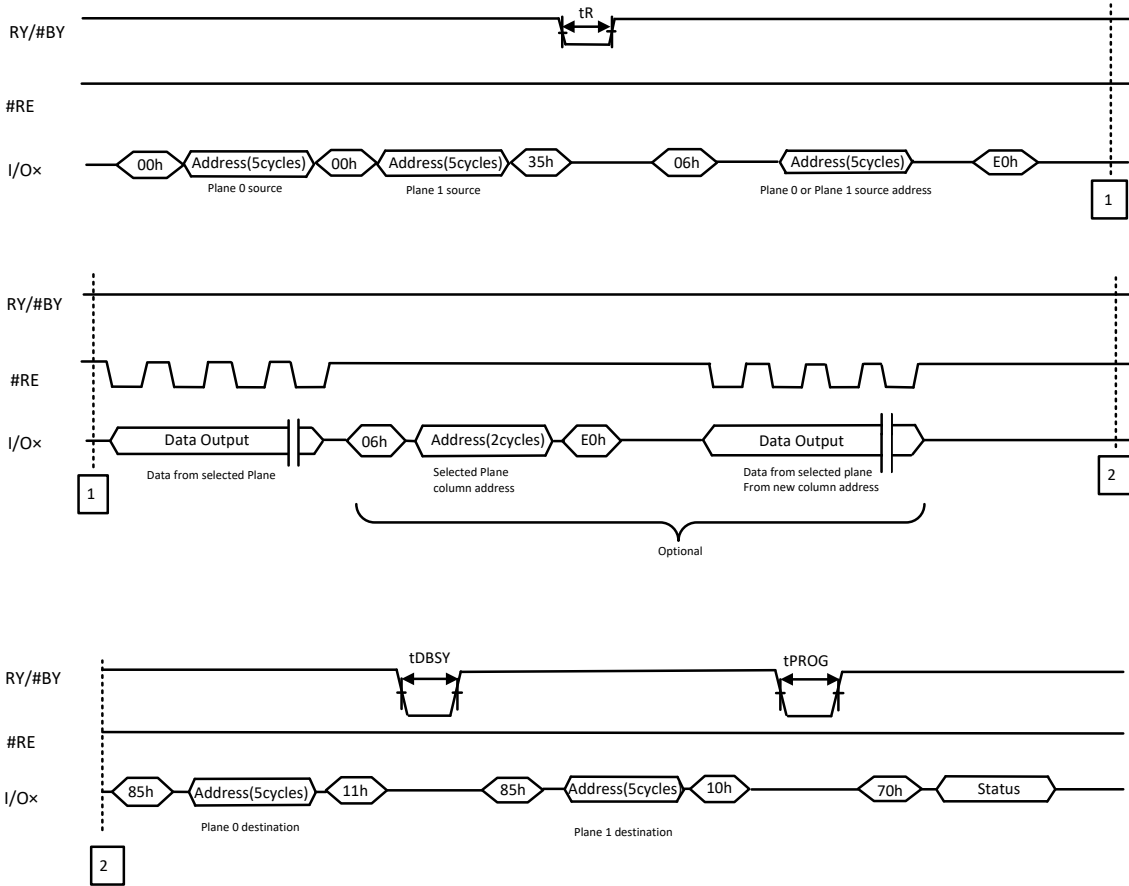 tR
RY/#BY
#RE
I/O×
00h
Address(5cycles)
00h
Address(5cycles)
35h
06h
Address(5cycles)
E0h
Plane 0 source
Plane 1 source
Plane 0 or Plane 1 source address
1
RY/#BY
#RE
I/O×
Data Output
06h
Address(2cycles)
E0h
Data Output
Data from selected Plane
Selected Plane
column address
Data from selected plane
From new column address
1
2
Optional
tDBSY
tPROG
RY/#BY
#RE
I/O×
85h
Address(5cycles)
11h
85h
Address(5cycles)
10h
70h
Status
Plane 0 destination
Plane 1 destination
2